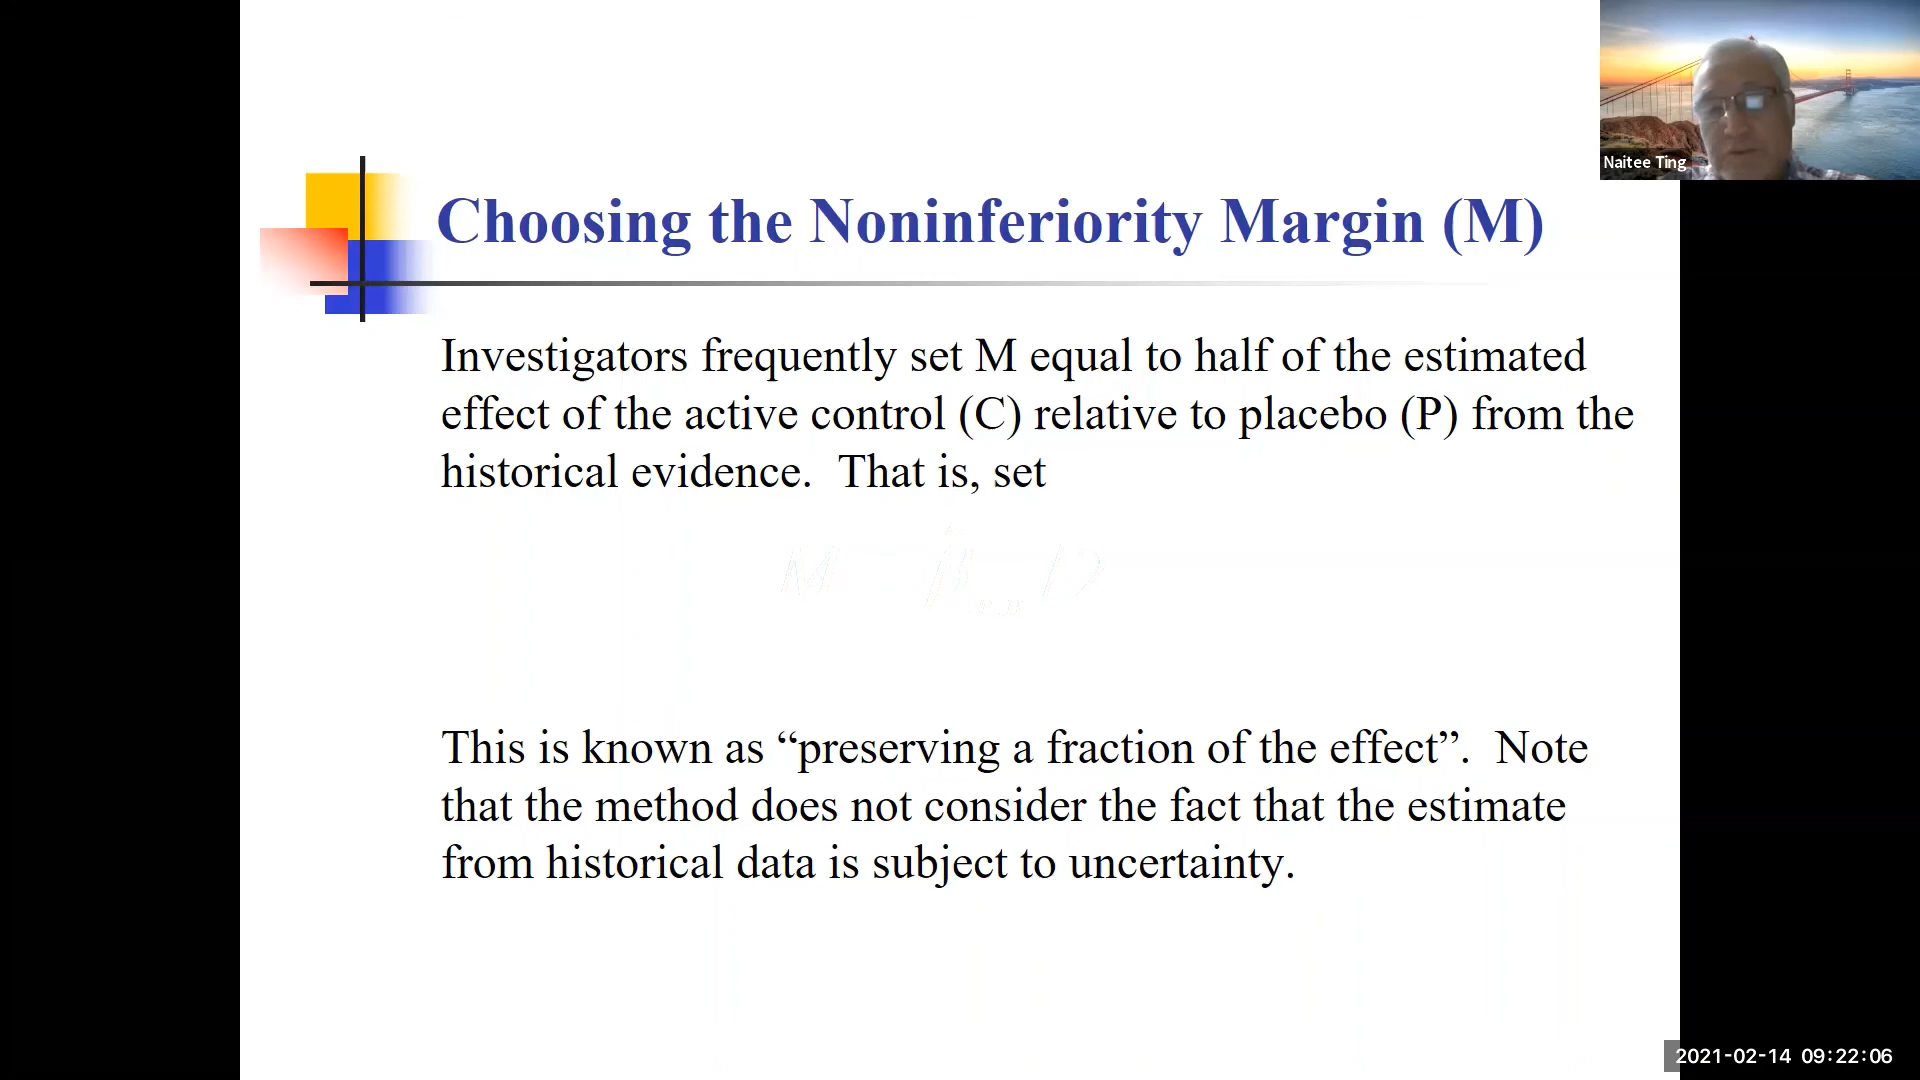 Naitee Ting
Choosing the Noninferiority Margin (M)
Investigators frequently set M equal to half of the estimated
effect of the active control (C) relative to placebo (P) from the
historical evidence.  That is, set
This is known as “preserving a fraction of the effect”.  Note
that the method does not consider the fact that the estimate
from historical data is subject to uncertainty.
2021-02-14 09:22:06